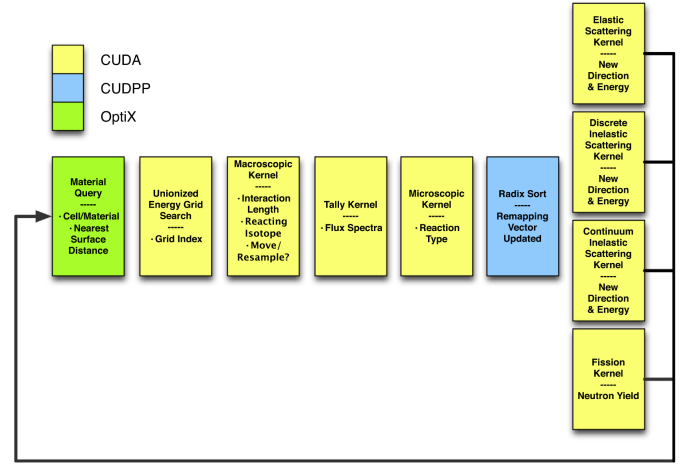 CUDA
CUDPP
OptiX
Material
Query
-----
· Cell/Material
· Nearest
Surface
Distance
Unionized
Energy Grid
Search
-----
· Grid Index
Macroscopic
Kernel
-----
· Interaction
Length
· Reacting
Isotope
· Move/
Resample?
Tally Kernel
-----
· Flux Spectra
Microscopic
Kernel
-----
· Reaction
Type
Radix Sort
-----
Remapping
Vector
Updated
Elastic
Scattering
Kernel
-----
New
Direction
& Energy
Discrete
Inelastic
Scattering
Kernel
-----
New
Direction
& Energy
Continuum
Inelastic
Scattering
Kernel
-----
New
Direction
& Energy
Fission
Kernel
-----
Neutron Yield